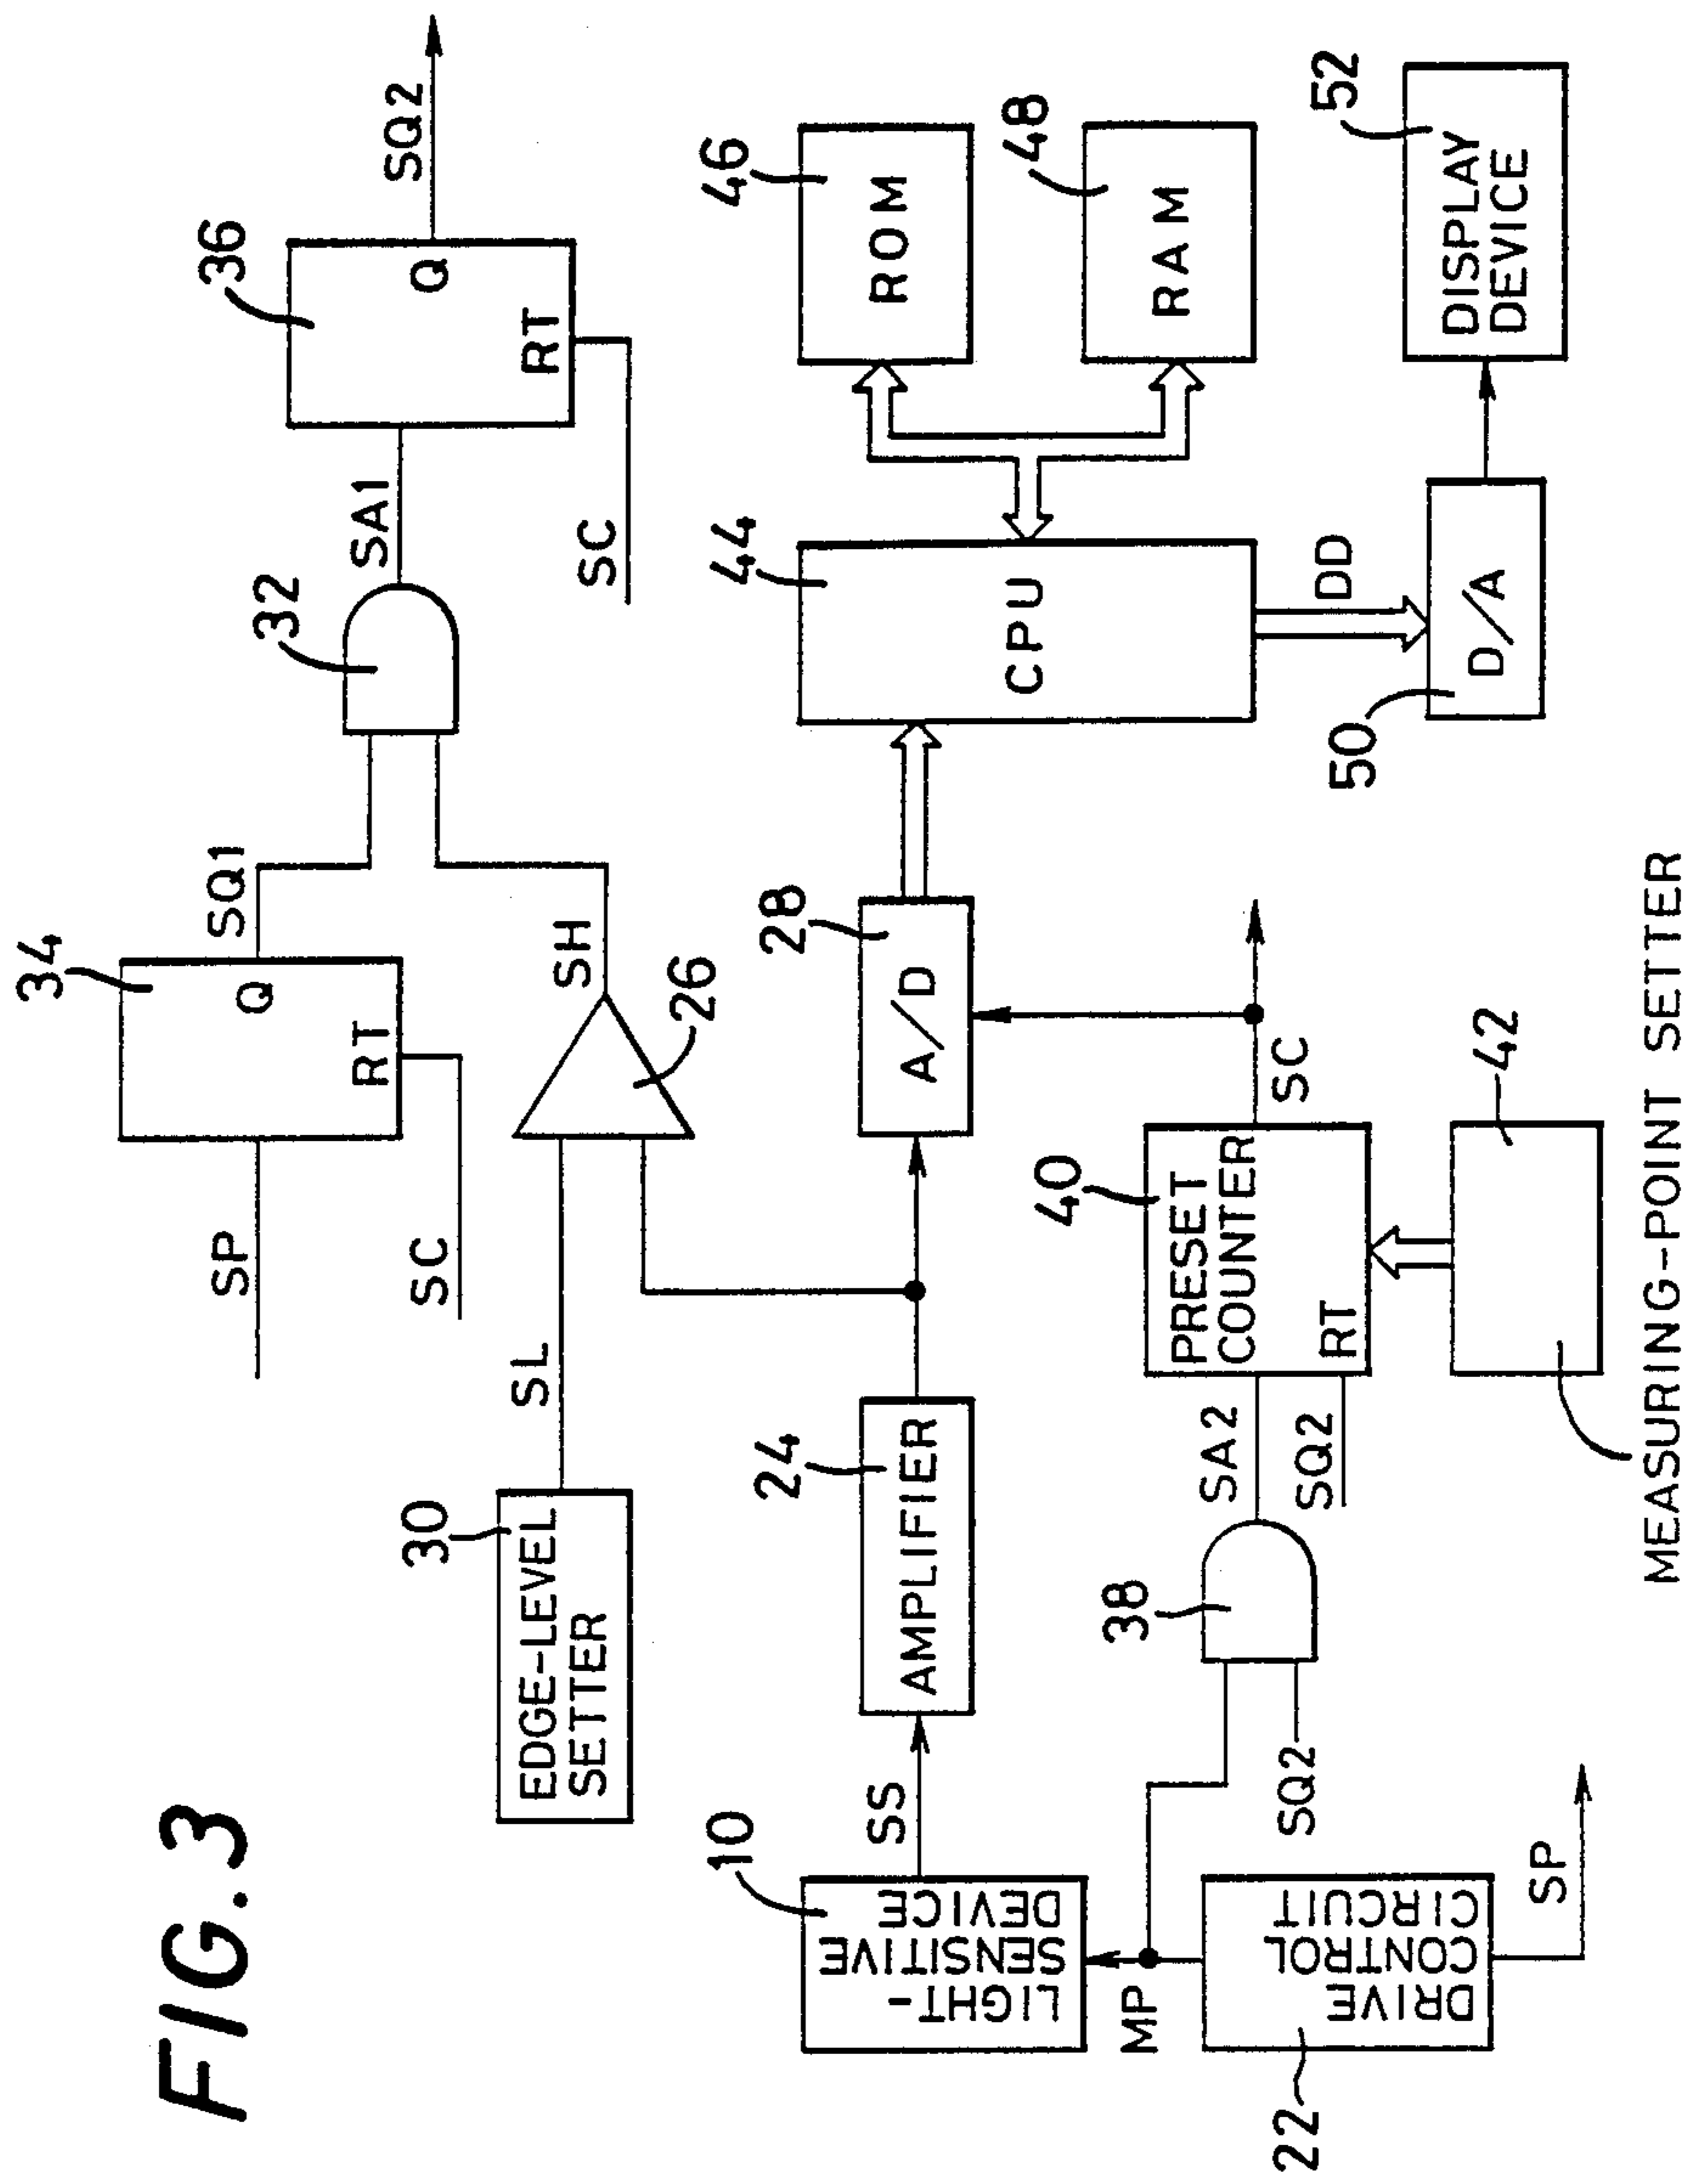 FIG.3
34
Q
RT
SP
SC
SQ1
36
Q
RT
SQ2
SA1
SC
32
30
EDGE-LEVEL
SETTER
SL
SH
26
10
LIGHT-
SENSITIVE
DEVICE
SS
24
AMPLIFIER
28
A/D
44
CPU
46
ROM
48
RAM
MP
22
DRIVE
CONTROL
CIRCUIT
SP
38
SQ2
SA2
SQ2
40
PRESET
COUNTER
RT
SC
42
MEASURING-POINT SETTER
DD
50
D/A
52
DISPLAY
DEVICE